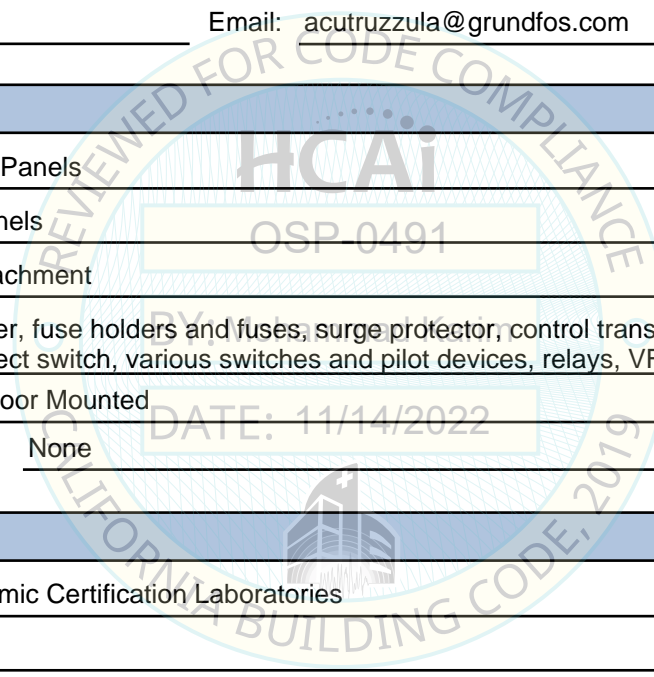 Email: acutruzzula@grundfos.com
REVIEWED FOR CODE COMPLIANCE
HCAi
Panels
nels
OSP-0491
achment
er, fuse holders and fuses, surge protector, control trans
BY: Mohammad Karim
ect switch, various switches and pilot devices, relays, VF
oor Mounted
DATE: 11/14/2022
None
mic Certification Laboratories
CALIFORNIA BUILDING CODE, 2019